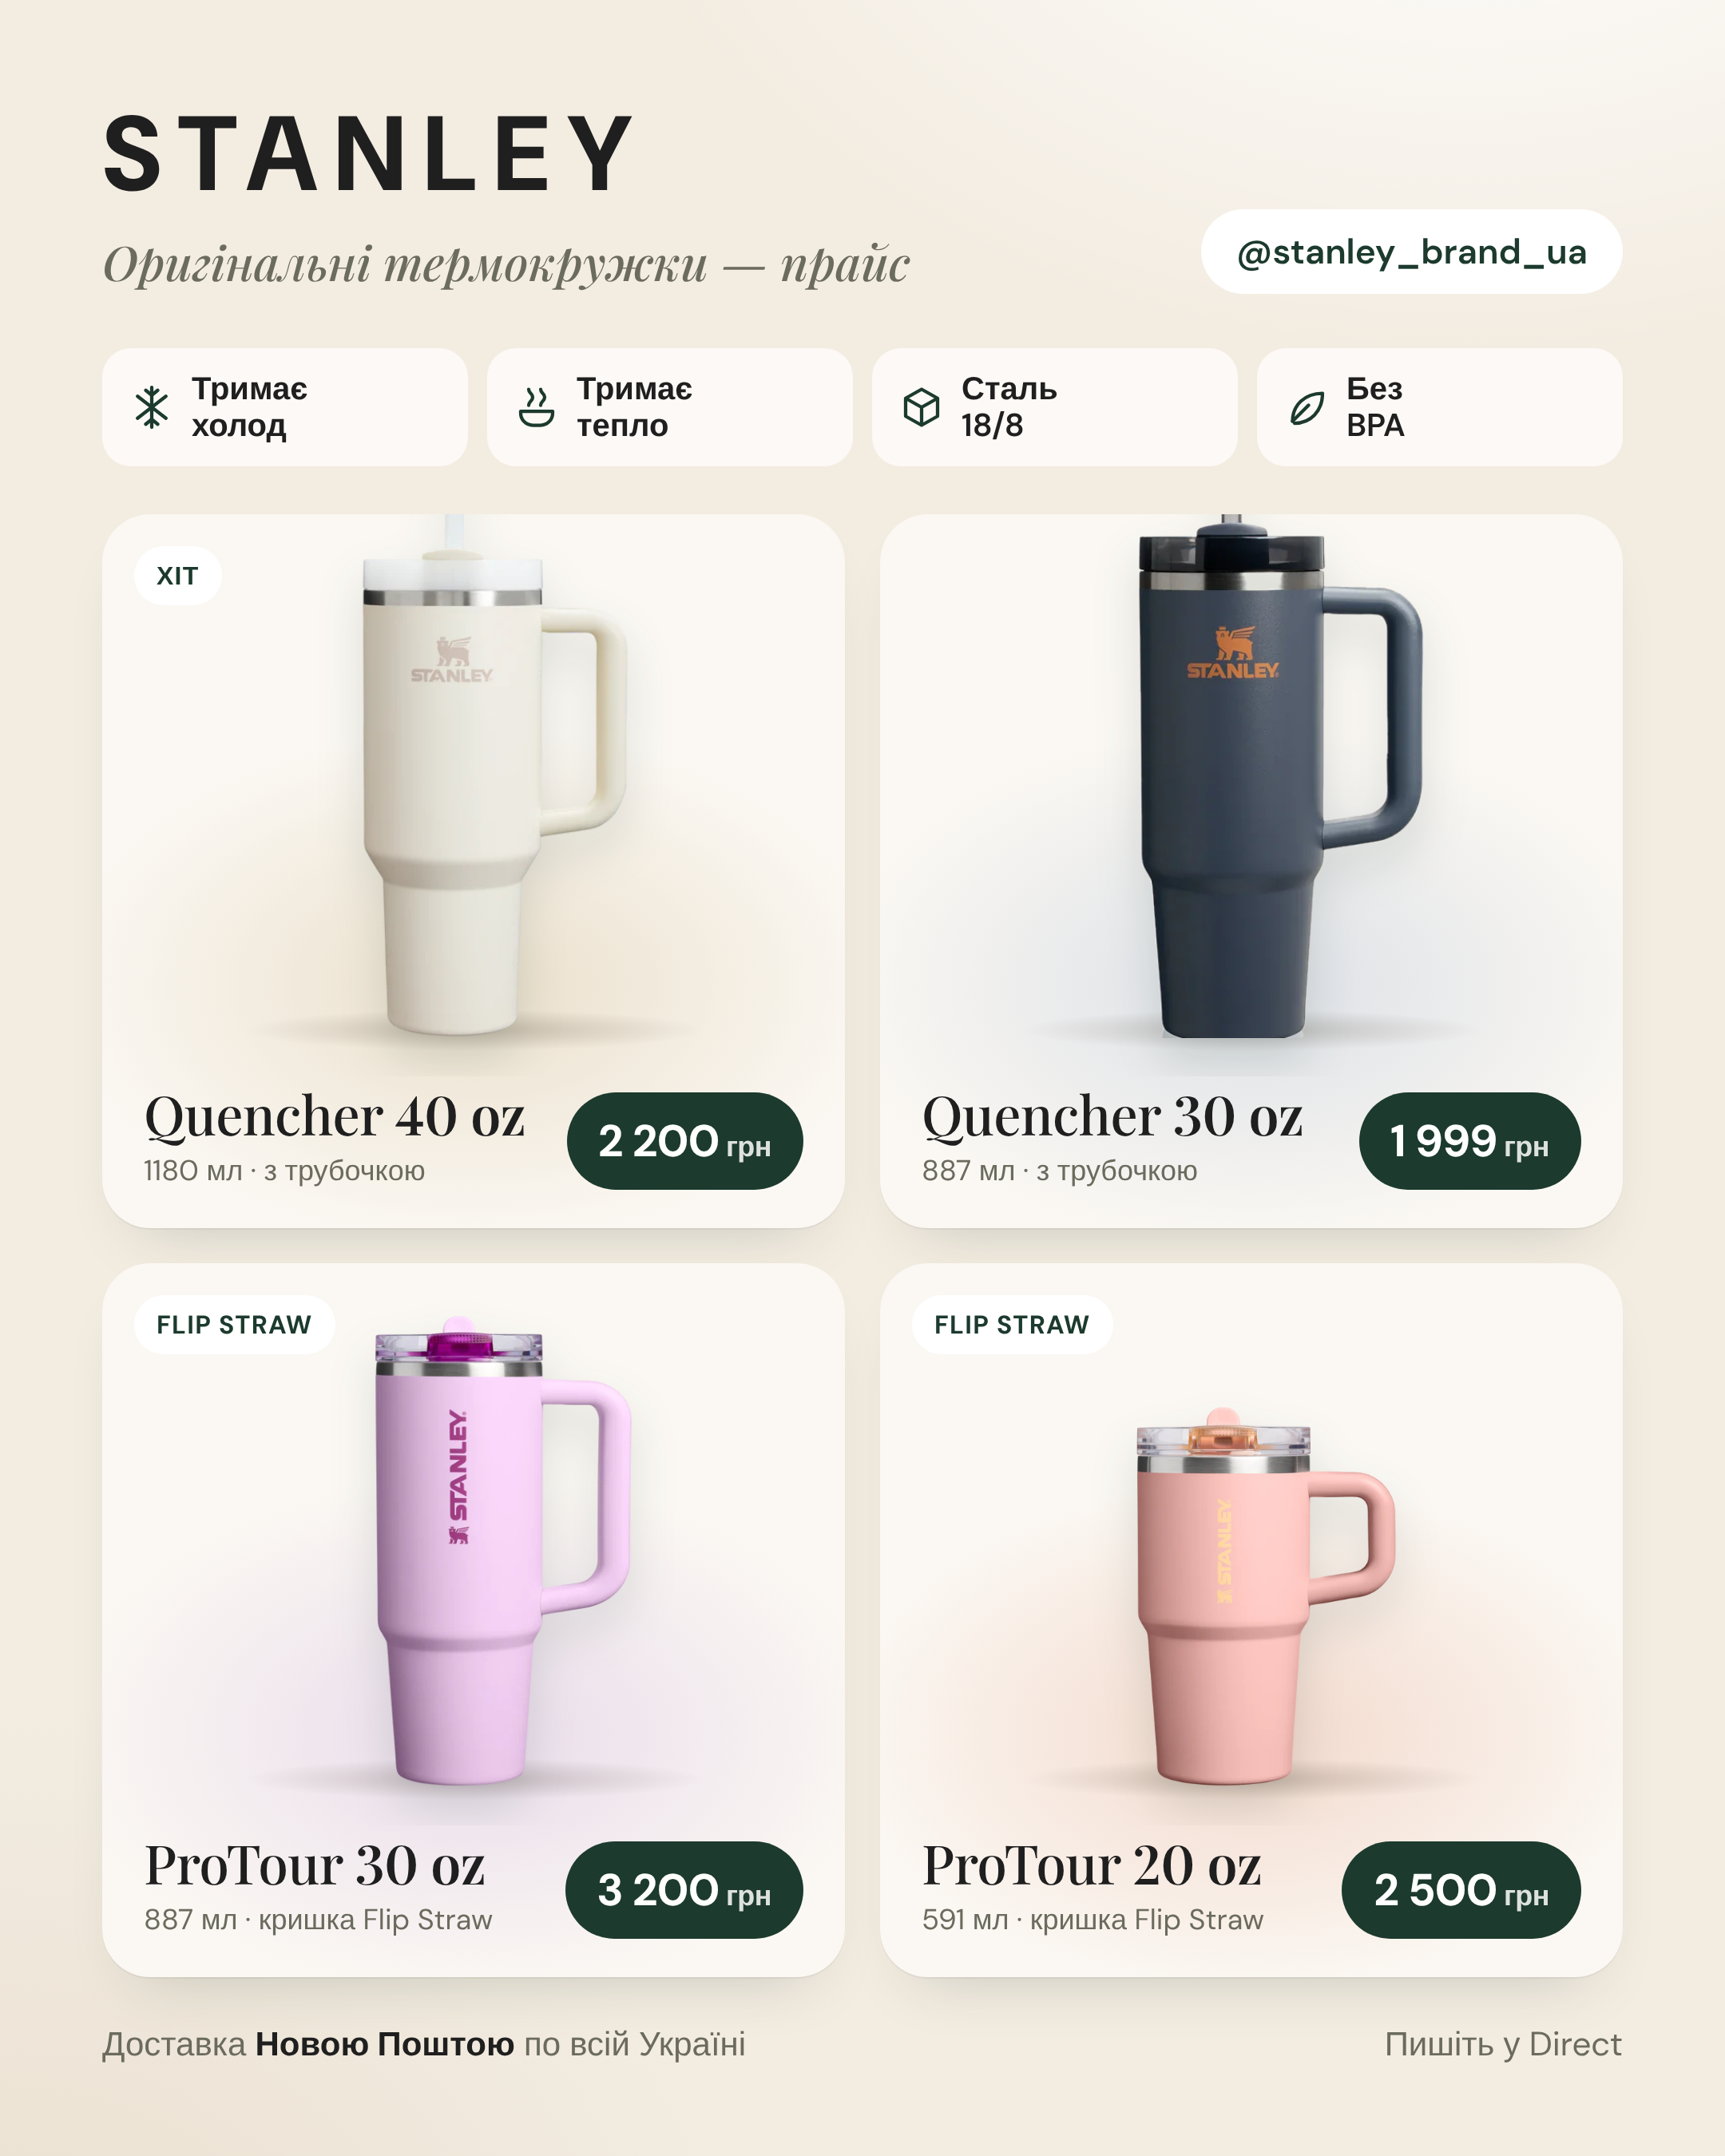 STANLEY
Оригінальні термокружки — прайс
@stanley_brand_ua
Тримає
холод
Тримає
тепло
Сталь
18/8
Без
BPA
ХІТ
STANLEY
Quencher 40 oz
1180 мл · з трубочкою
2 200 грн
STANLEY
Quencher 30 oz
887 мл · з трубочкою
1 999 грн
FLIP STRAW
STANLEY
ProTour 30 oz
887 мл · кришка Flip Straw
3 200 грн
FLIP STRAW
STANLEY
ProTour 20 oz
591 мл · кришка Flip Straw
2 500 грн
Доставка Новою Поштою по всій Україні
Пишіть у Direct